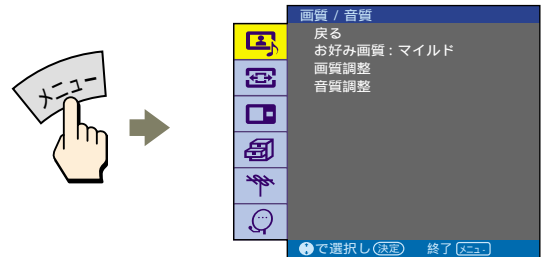 メニュー
画質 / 音質
戻る
お好み画質：マイルド
画質調整
音質調整
で選択し 決定 終了 メニュー